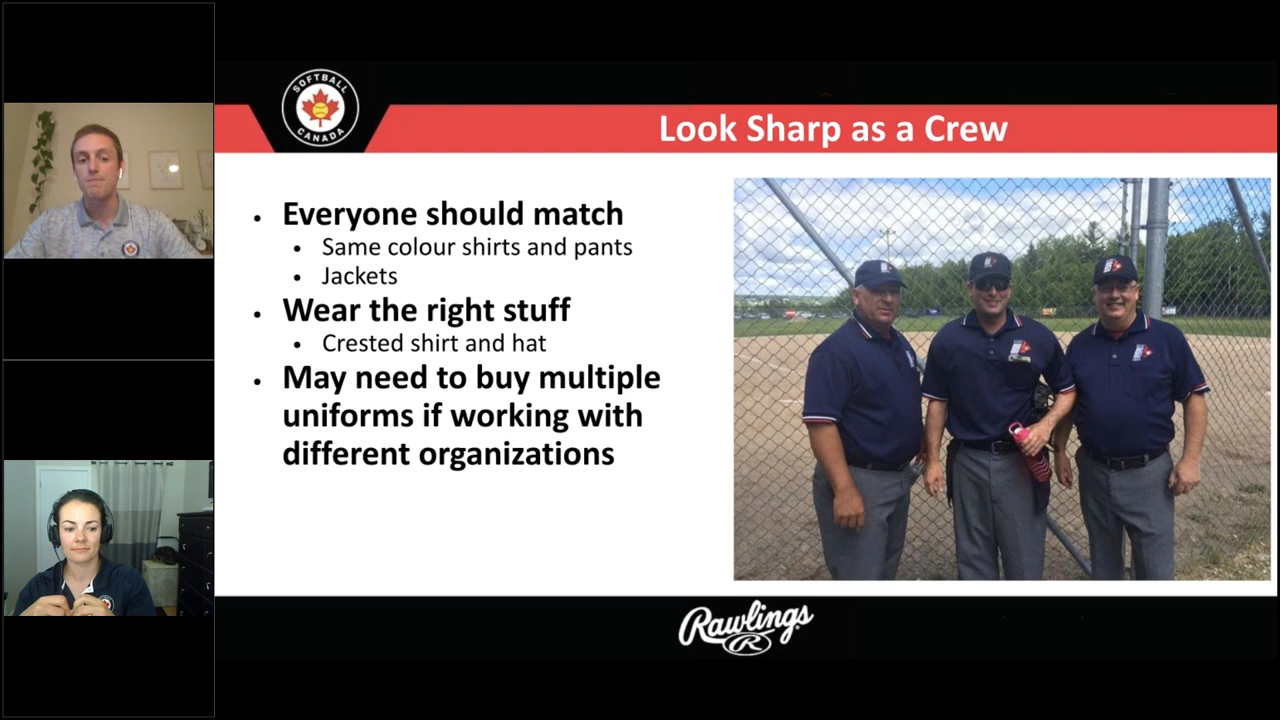 SOFTBALL
CANADA
Look Sharp as a Crew
• Everyone should match
• Same colour shirts and pants
• Jackets
• Wear the right stuff
• Crested shirt and hat
• May need to buy multiple
uniforms if working with
different organizations
Rawlings
R